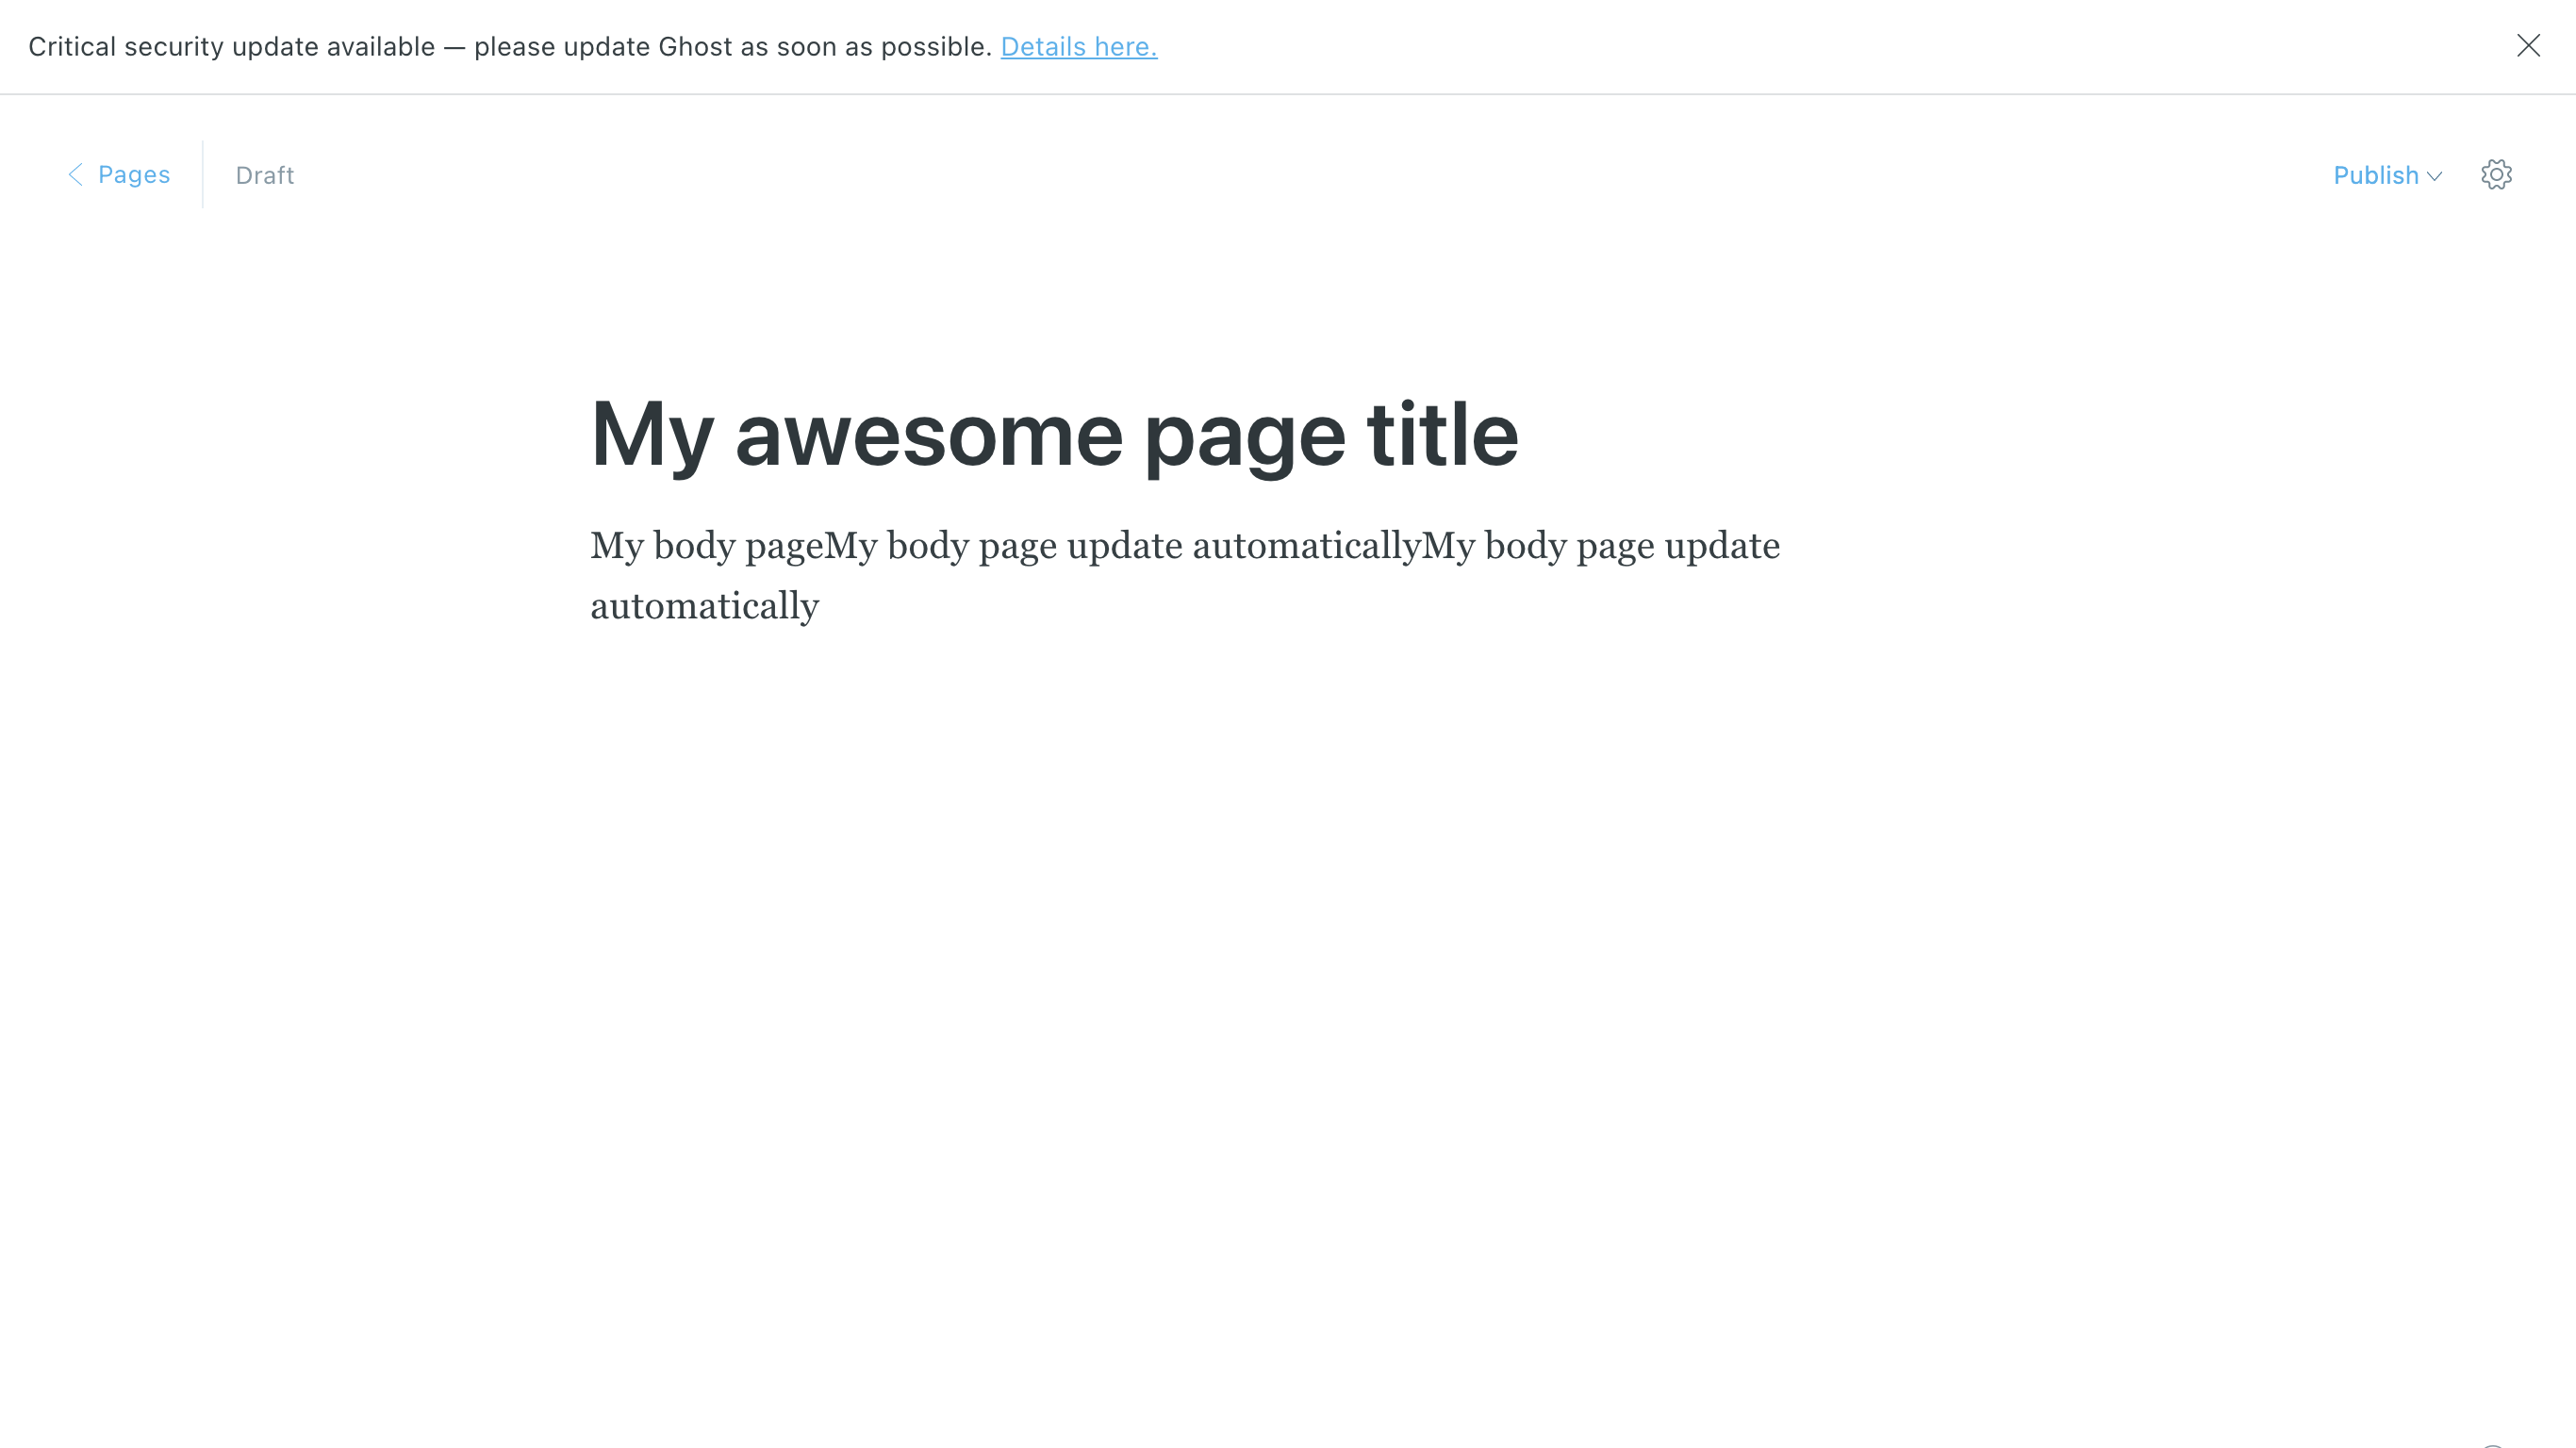 Critical security update available — please update Ghost as soon as possible. Details here.
Pages
Draft
Publish
My awesome page title
My body pageMy body page update automaticallyMy body page update
automatically